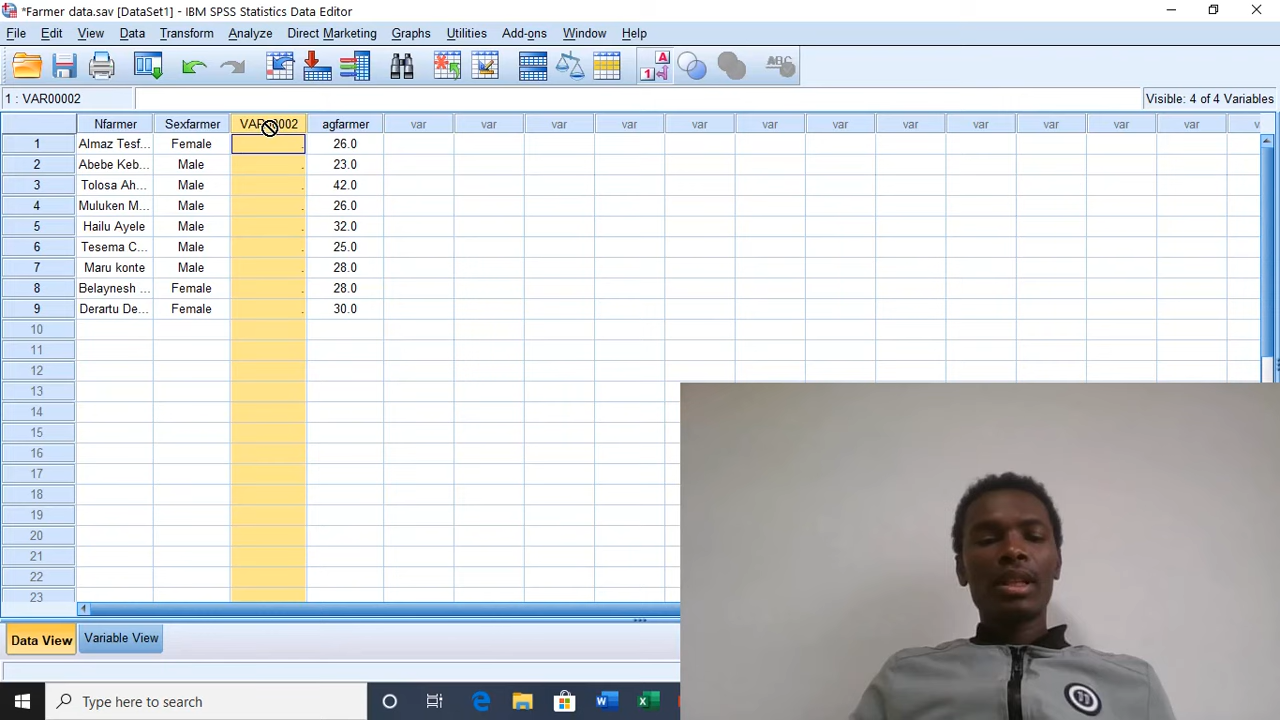 *Farmer data.sav [DataSet1] - IBM SPSS Statistics Data Editor
File Edit View Data Transform Analyze Direct Marketing Graphs Utilities Add-ons Window Help
1 : VAR00002 Visible: 4 of 4 Variables
Nfarmer Sexfarmer agfarmer var var var var var var var var var var var var
1 Almaz Tesf... Female . 26.0
2 Abebe Keb... Male . 23.0
3 Tolosa Ah... Male . 42.0
4 Muluken M... Male . 26.0
5 Hailu Ayele Male . 32.0
6 Tesema C... Male . 25.0
7 Maru konte Male . 28.0
8 Belaynesh ... Female . 28.0
9 Derartu De... Female . 30.0
10
11
12
13
14
15
16
17
18
19
20
21
22
23
Data View Variable View
Type here to search